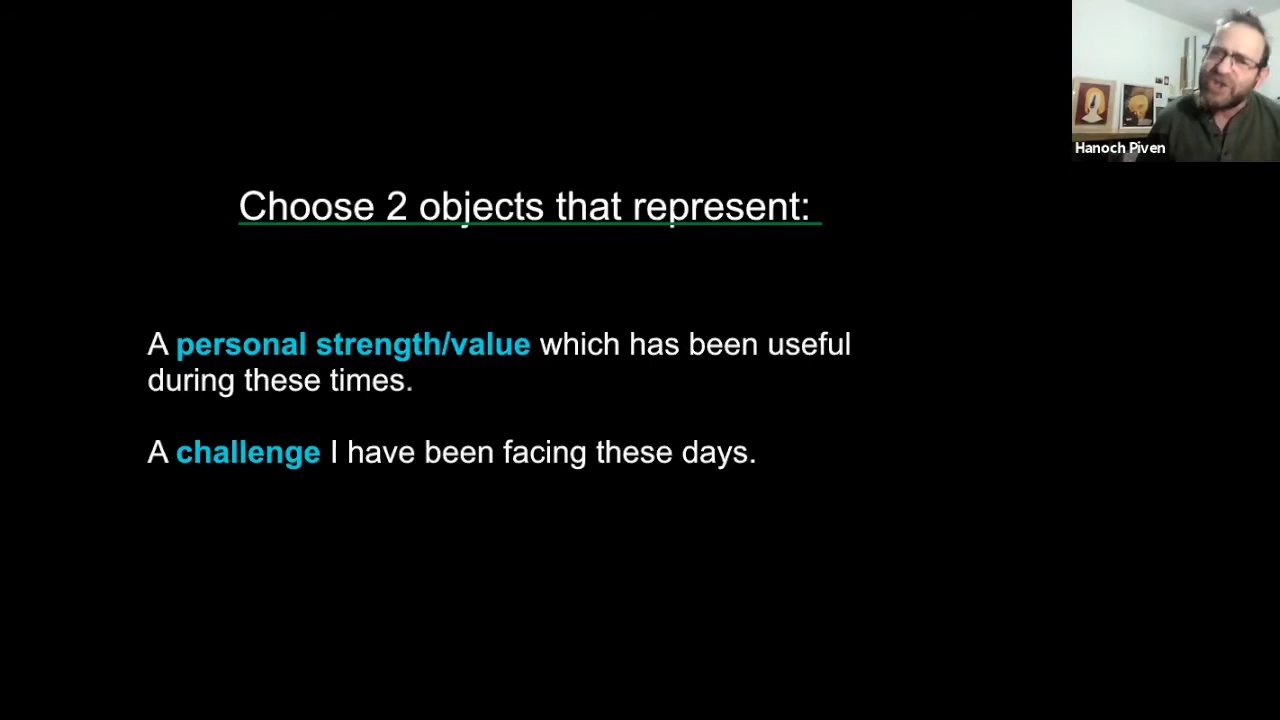 Hanoch Piven
Choose 2 objects that represent:
A personal strength/value which has been useful
during these times.
A challenge I have been facing these days.